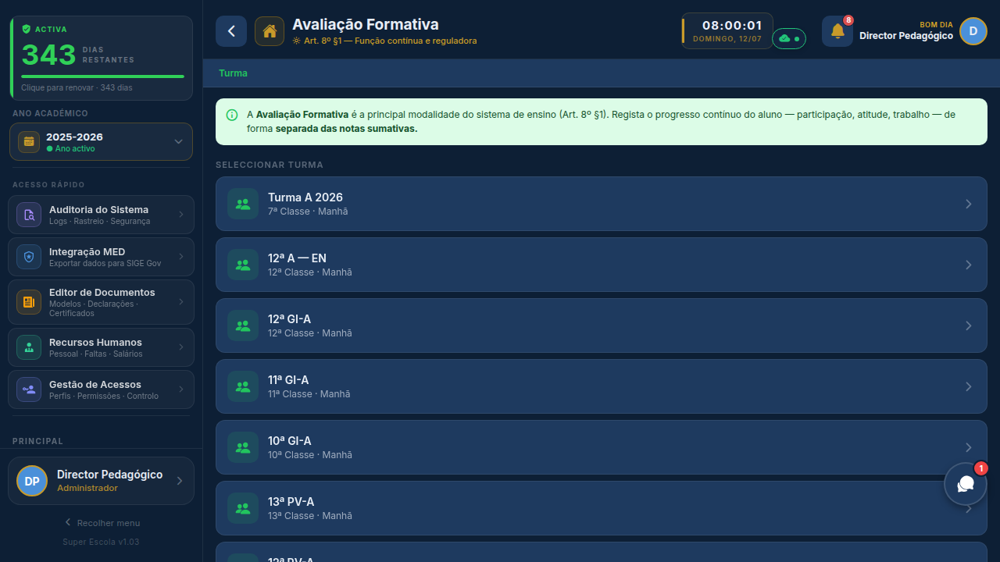 ACTIVA
343 DIAS RESTANTES
Clique para renovar · 343 dias
ANO ACADÉMICO
2025-2026
Ano activo
ACESSO RÁPIDO
Auditoria do Sistema
Logs · Rastreio · Segurança
Integração MED
Exportar dados para SIGE Gov
Editor de Documentos
Modelos · Declarações ·
Certificados
Recursos Humanos
Pessoal · Faltas · Salários
Gestão de Acessos
Perfis · Permissões · Controlo
PRINCIPAL
DP
Director Pedagógico
Administrador
Recolher menu
Super Escola v1.03
Avaliação Formativa
Art. 8º §1 — Função contínua e reguladora
08:00:01
DOMINGO, 12/07
8
BOM DIA
Director Pedagógico
D
Turma
A Avaliação Formativa é a principal modalidade do sistema de ensino (Art. 8º §1). Regista o progresso contínuo do aluno — participação, atitude, trabalho — de
forma separada das notas sumativas.
SELECCIONAR TURMA
Turma A 2026
7ª Classe · Manhã
12ª A — EN
12ª Classe · Manhã
12ª GI-A
12ª Classe · Manhã
11ª GI-A
11ª Classe · Manhã
10ª GI-A
10ª Classe · Manhã
1
13ª PV-A
13ª Classe · Manhã
12ª PV-A